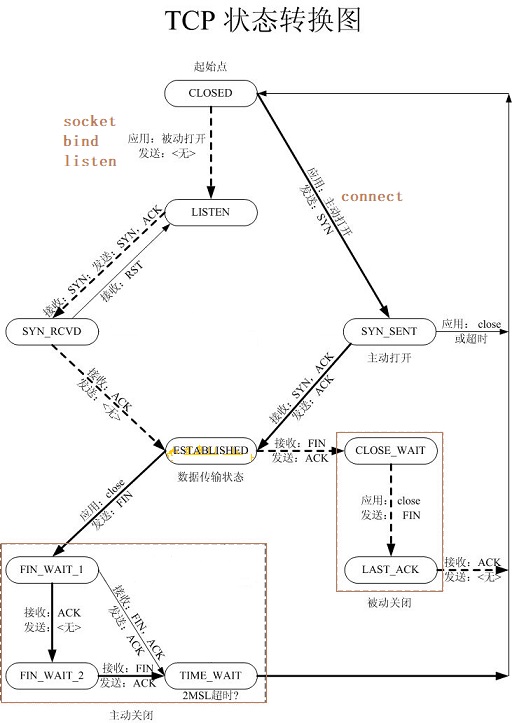 TCP 状态转换图
起始点
CLOSED
socket
bind
listen
应用：被动打开
发送：<无>
应用：主动打开
发送：SYN
connect
LISTEN
接收：SYN；发送：SYN，ACK
接收：RST
SYN_RCVD
SYN_SENT
主动打开
应用： close
或超时
接收：ACK
发送：<无>
接收：SYN，ACK
发送：ACK
ESTABLISHED
数据传输状态
接收：FIN
发送：ACK
CLOSE_WAIT
应用：close
发送：FIN
应用：close
发送： FIN
FIN_WAIT_1
LAST_ACK
接收：ACK
发送：<无>
被动关闭
接收：ACK
发送：<无>
接收：FIN，ACK
发送：ACK
FIN_WAIT_2
接收：FIN
发送：ACK
TIME_WAIT
2MSL超时?
主动关闭